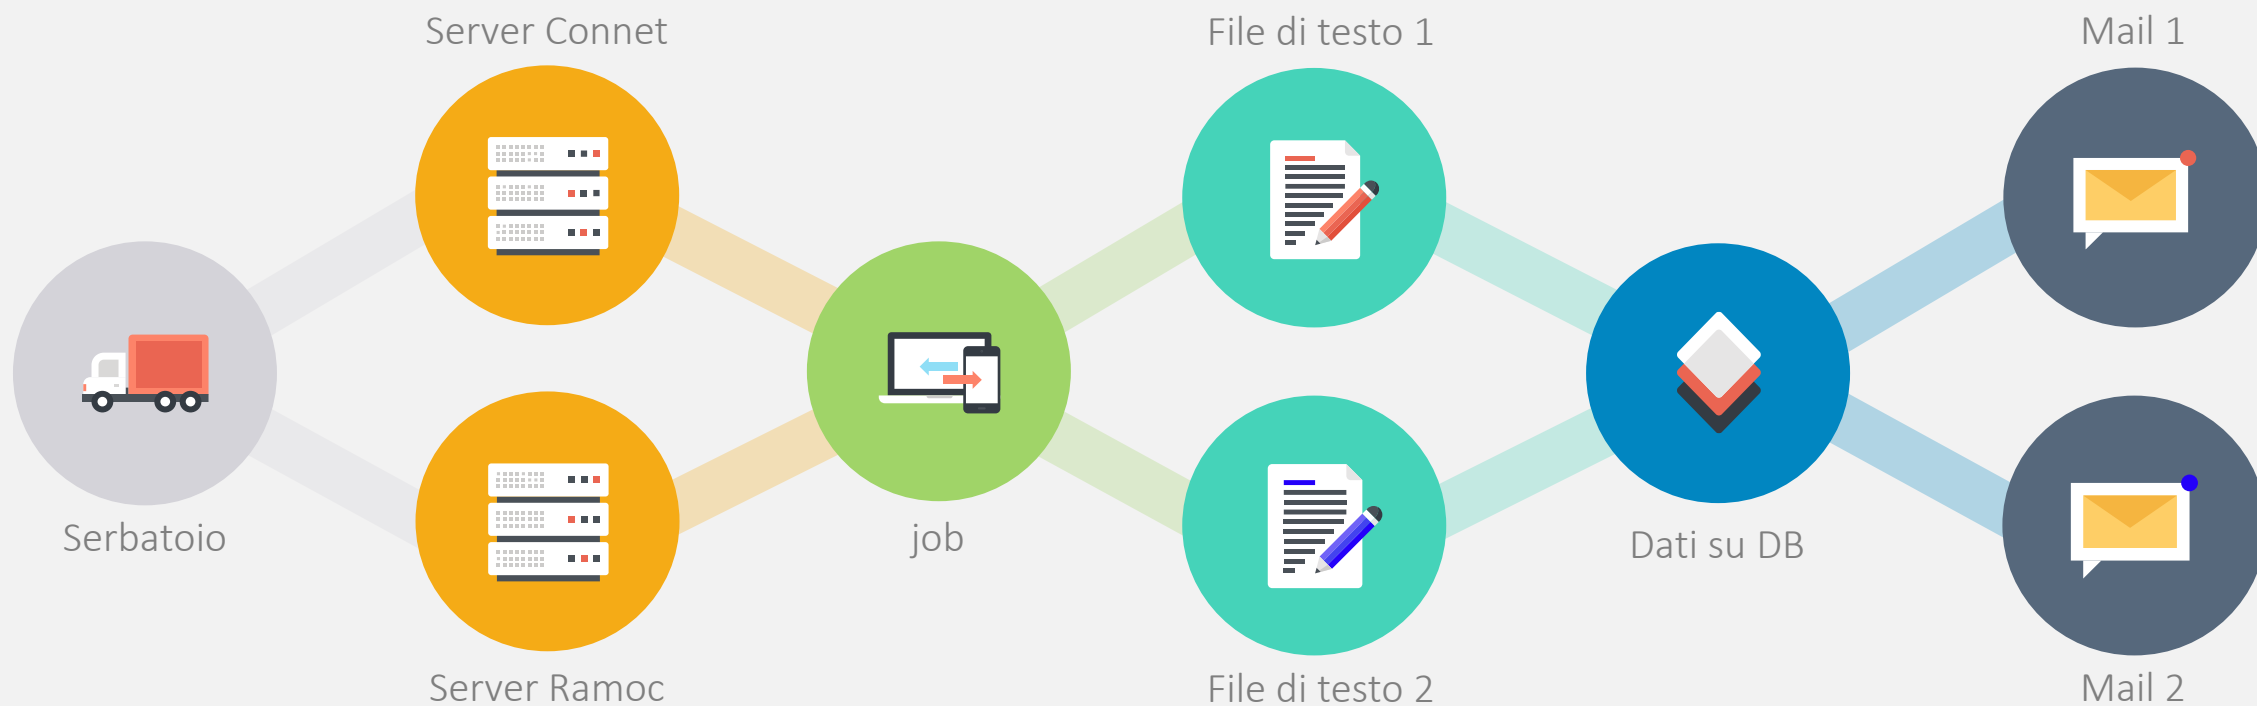 Server Connet
File di testo 1
Mail 1
Serbatoio
job
Dati su DB
Server Ramoc
File di testo 2
Mail 2